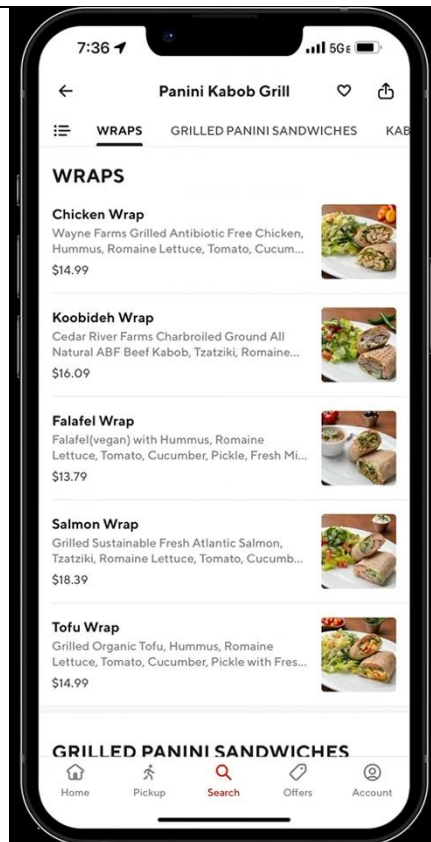 7:36
5GE
Panini Kabob Grill
WRAPS GRILLED PANINI SANDWICHES KAB
WRAPS
Chicken Wrap
Wayne Farms Grilled Antibiotic Free Chicken,
Hummus, Romaine Lettuce, Tomato, Cucum...
$14.99
Koobideh Wrap
Cedar River Farms Charbroiled Ground All
Natural ABF Beef Kabob, Tzatziki, Romaine...
$16.09
Falafel Wrap
Falafel(vegan) with Hummus, Romaine
Lettuce, Tomato, Cucumber, Pickle, Fresh Mi...
$13.79
Salmon Wrap
Grilled Sustainable Fresh Atlantic Salmon,
Tzatziki, Romaine Lettuce, Tomato, Cucumb...
$18.39
Tofu Wrap
Grilled Organic Tofu, Hummus, Romaine
Lettuce, Tomato, Cucumber, Pickle with Fres...
$14.99
GRILLED PANINI SANDWICHES
Home Pickup Search Offers Account